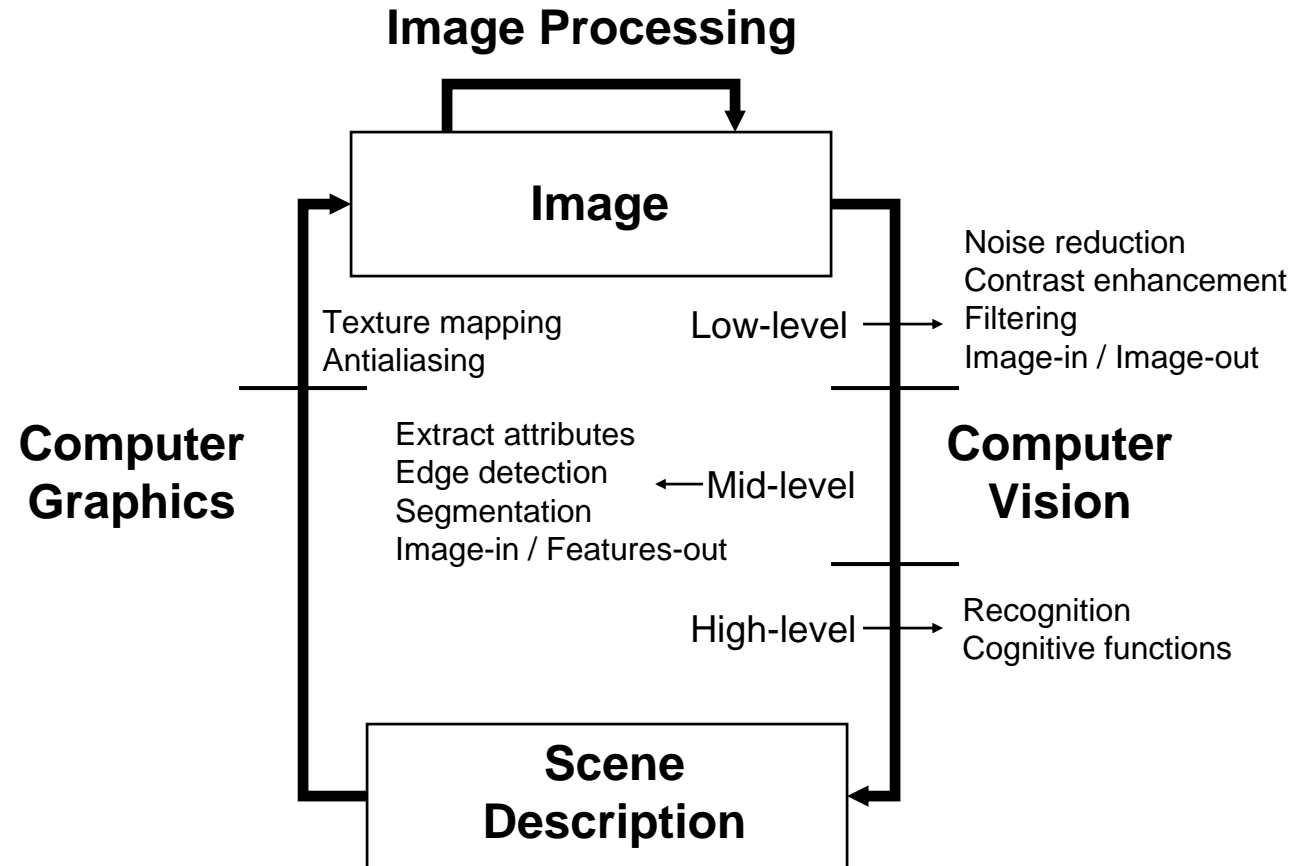 Image Processing
Image
Noise reduction
Contrast enhancement
Filtering
Image-in / Image-out
Low-level
Texture mapping
Antialiasing
Computer
Graphics
Extract attributes
Edge detection
Segmentation
Image-in / Features-out
Mid-level
Computer
Vision
High-level
Recognition
Cognitive functions
Scene
Description